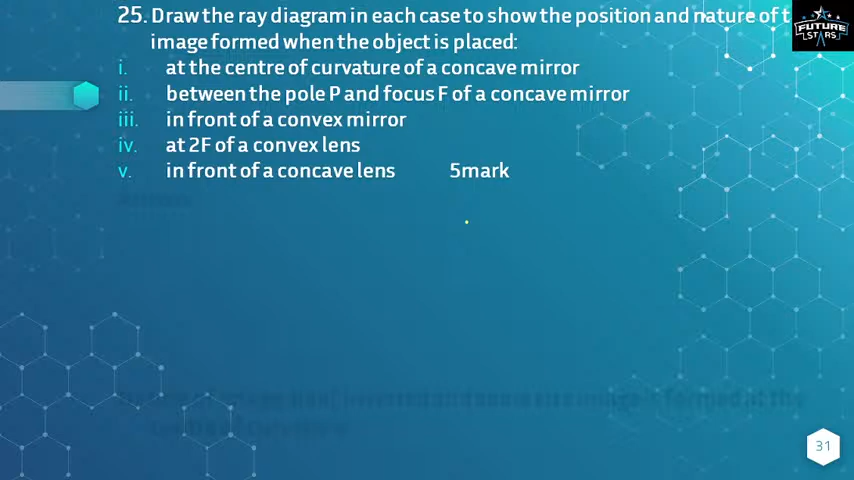 25. Draw the ray diagram in each case to show the position and nature of t
image formed when the object is placed:
i. at the centre of curvature of a concave mirror
ii. between the pole P and focus F of a concave mirror
iii. in front of a convex mirror
iv. at 2F of a convex lens
v. in front of a concave lens 5mark
FUTURE
STARS
31